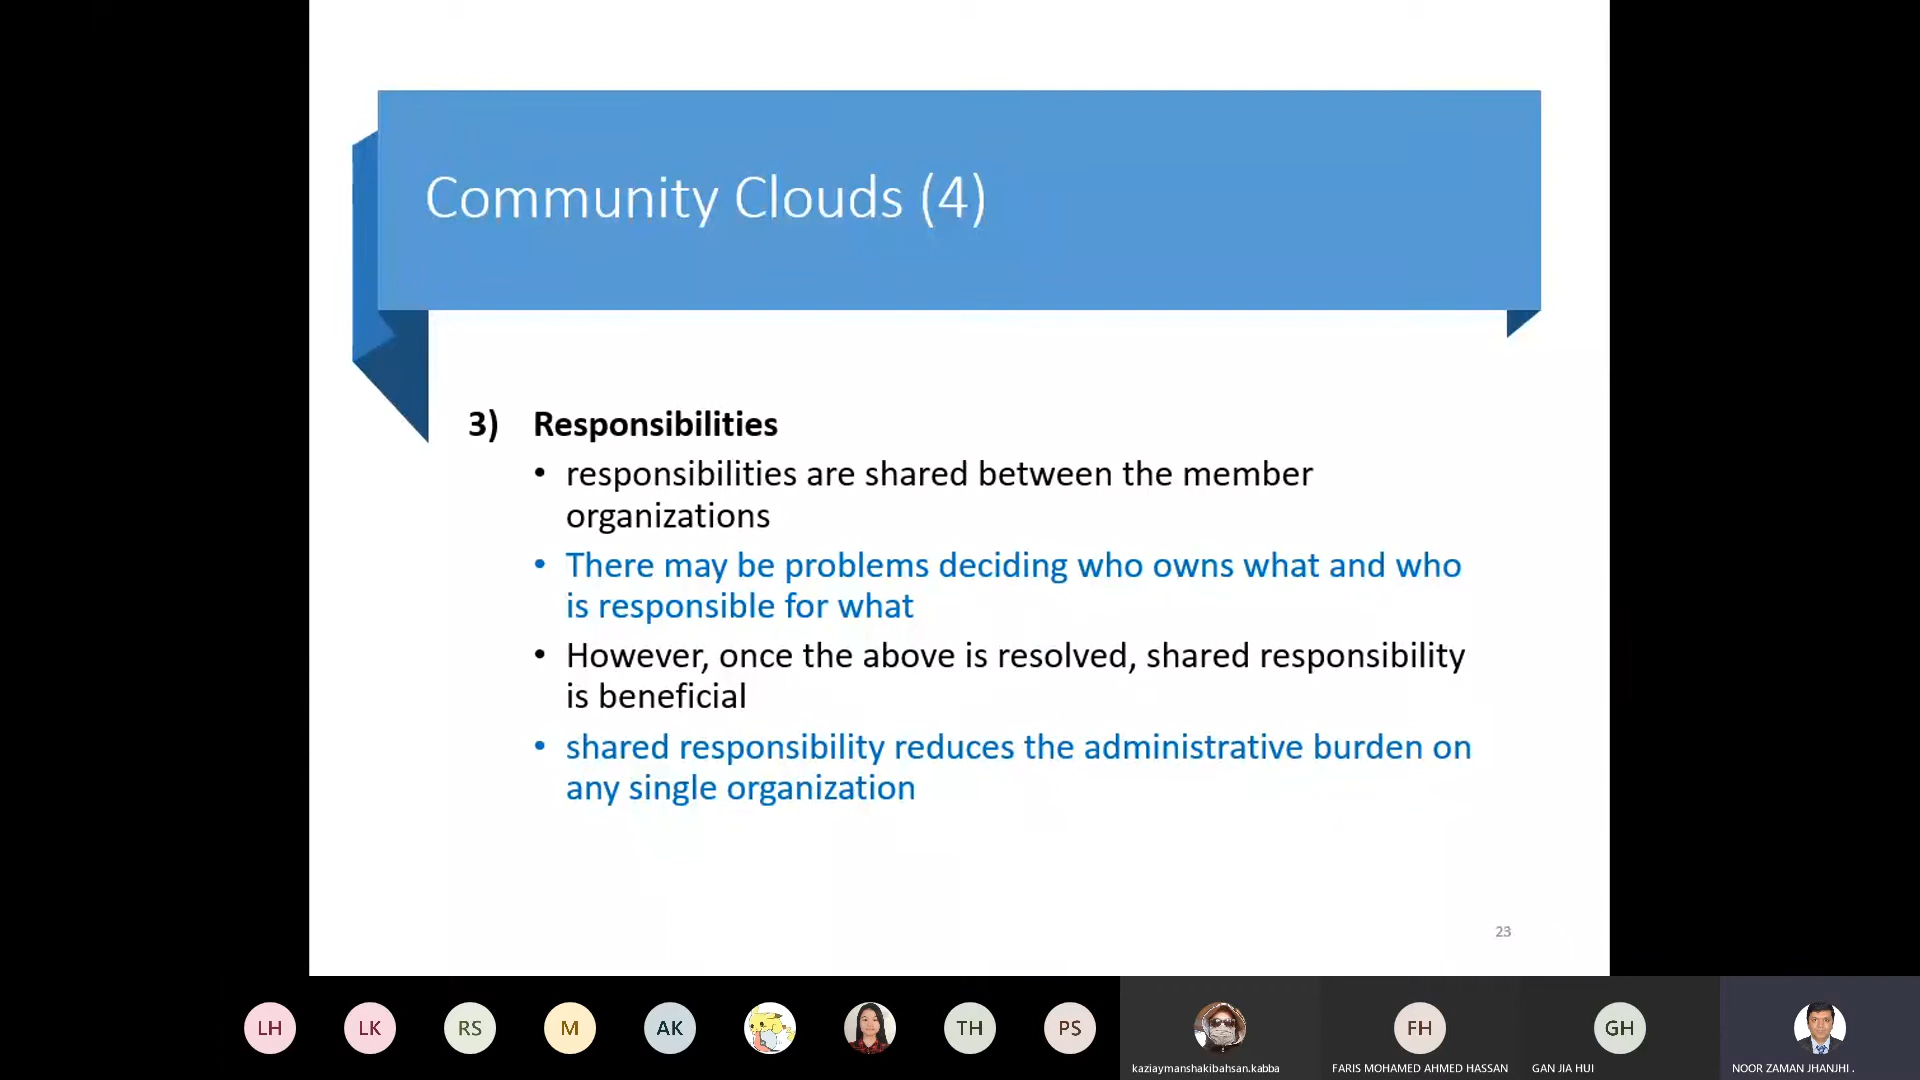 Community Clouds (4)
3) Responsibilities
• responsibilities are shared between the member
organizations
• There may be problems deciding who owns what and who
is responsible for what
• However, once the above is resolved, shared responsibility
is beneficial
• shared responsibility reduces the administrative burden on
any single organization
23
LH LK RS M AK TH PS FH GH
kaziaymanshakibahsan.kabba FARIS MOHAMED AHMED HASSAN GAN JIA HUI NOOR ZAMAN JHANJHI .